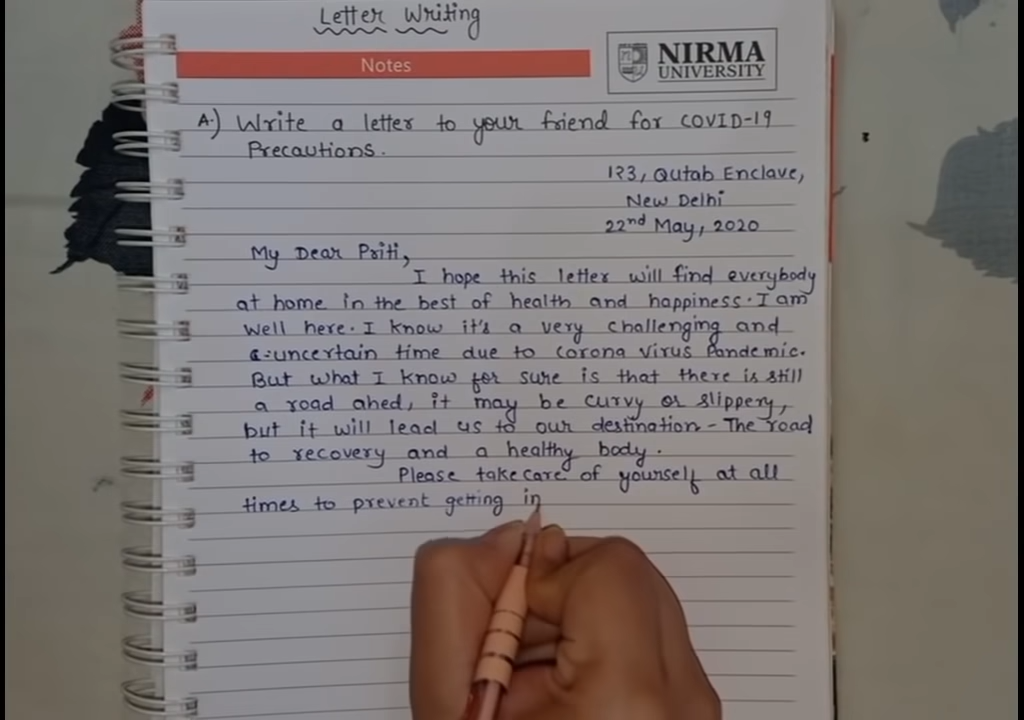 Letter Writing
Notes
NIRMA
UNIVERSITY
A.) Write a letter to your friend for COVID-19
Precautions.
123, Qutab Enclave,
New Delhi
22nd May, 2020
My Dear Priti,
I hope this letter will find everybody
at home in the best of health and happiness. I am
well here. I know it's a very challenging and
uncertain time due to corona virus Pandemic.
But what I know for sure is that there is still
a road ahed, it may be curvy or slippery,
but it will lead us to our destination - The road
to recovery and a healthy body.
Please take care of yourself at all
times to prevent getting in